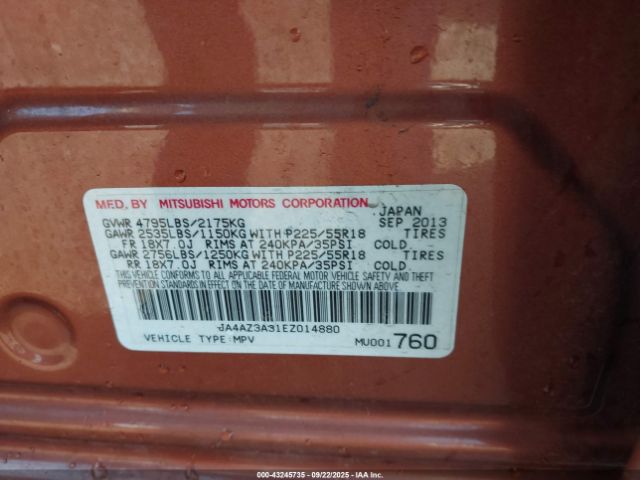 MFD. BY MITSUBISHI MOTORS CORPORATION JAPAN
GVWR 4795LBS/2175KG SEP 2013
GAWR 2535LBS/1150KG WITH P225/55R18 TIRES
FR 18X7.0J RIMS AT 240KPA/35PSI COLD.
GAWR 2756LBS/1250KG WITH P225/55R18 TIRES
RR 18X7.0J RIMS AT 240KPA/35PSI COLD.
THIS VEHICLE CONFORMS TO ALL APPLICABLE FEDERAL MOTOR VEHICLE SAFETY AND THEFT
PREVENTION STANDARDS IN EFFECT ON THE DATE OF MANUFACTURE SHOWN ABOVE.
JA4AZ3A31EZ014880
VEHICLE TYPE:MPV MU001760
000-43245735 - 09/22/2025 - IAAI.COM